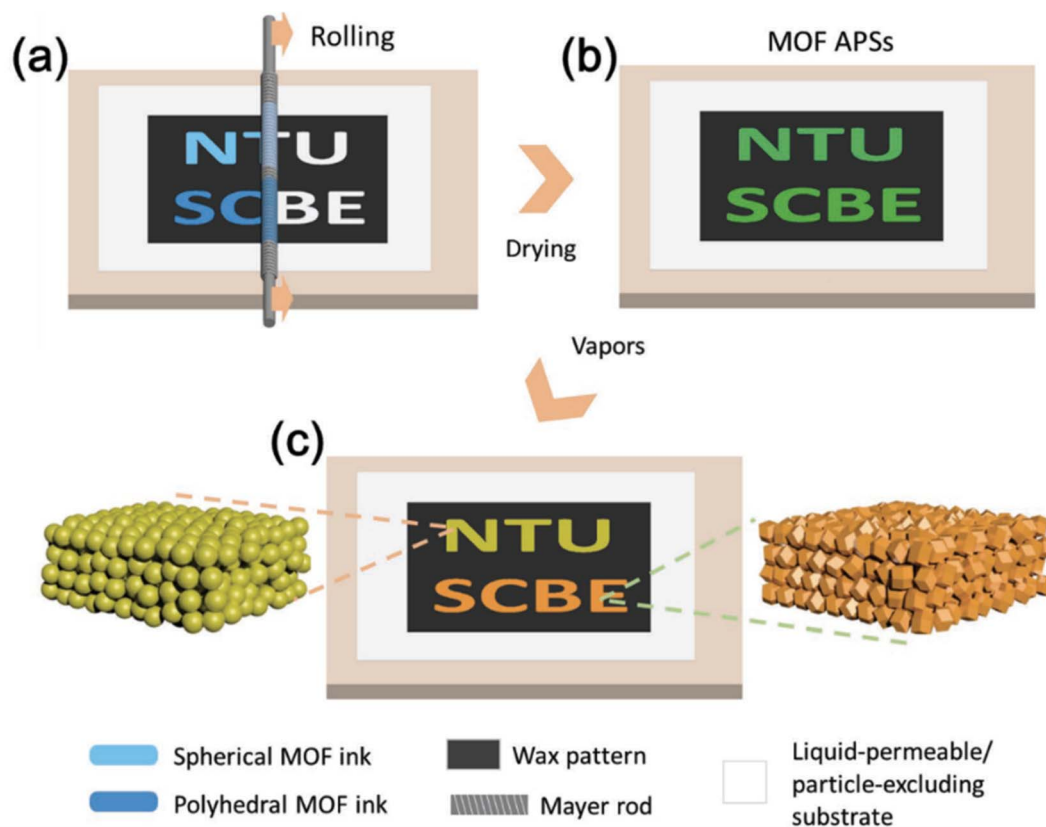 (a)
Rolling
NTU
SCBE
Drying
(b)
MOF APSs
NTU
SCBE
Vapors
(c)
NTU
SCBE
Spherical MOF ink
Polyhedral MOF ink
Wax pattern
Mayer rod
Liquid-permeable/
particle-excluding
substrate